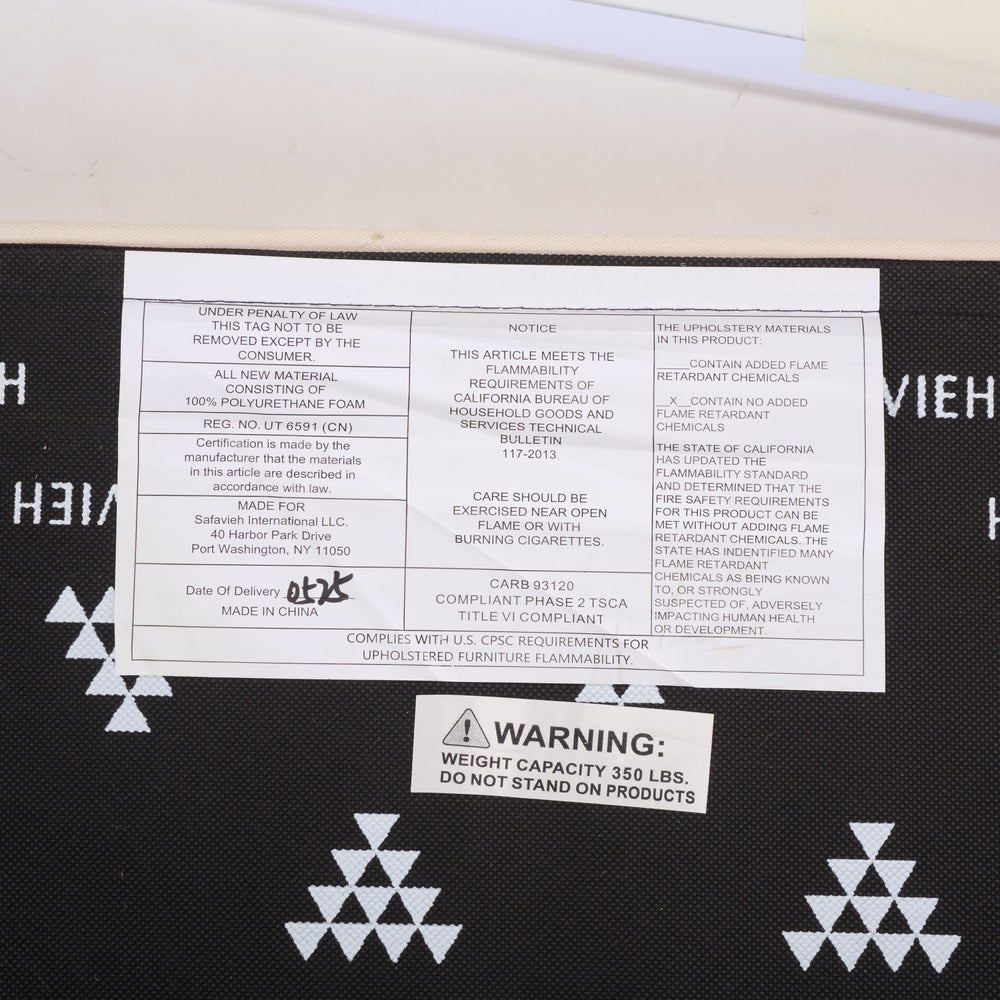 UNDER PENALTY OF LAW
THIS TAG NOT TO BE
REMOVED EXCEPT BY THE
CONSUMER.
ALL NEW MATERIAL
CONSISTING OF
100% POLYURETHANE FOAM
REG. NO. UT 6591 (CN)
Certification is made by the
manufacturer that the materials
in this article are described in
accordance with law.
MADE FOR
Safavieh International LLC.
40 Harbor Park Drive
Port Washington, NY 11050
Date Of Delivery 0525
MADE IN CHINA
NOTICE
THIS ARTICLE MEETS THE
FLAMMABILITY
REQUIREMENTS OF
CALIFORNIA BUREAU OF
HOUSEHOLD GOODS AND
SERVICES TECHNICAL
BULLETIN
117-2013
CARE SHOULD BE
EXERCISED NEAR OPEN
FLAME OR WITH
BURNING CIGARETTES.
CARB 93120
COMPLIANT PHASE 2 TSCA
TITLE VI COMPLIANT
THE UPHOLSTERY MATERIALS
IN THIS PRODUCT:
____CONTAIN ADDED FLAME
RETARDANT CHEMICALS
__X__CONTAIN NO ADDED
FLAME RETARDANT
CHEMICALS
THE STATE OF CALIFORNIA
HAS UPDATED THE
FLAMMABILITY STANDARD
AND DETERMINED THAT THE
FIRE SAFETY REQUIREMENTS
FOR THIS PRODUCT CAN BE
MET WITHOUT ADDING FLAME
RETARDANT CHEMICALS. THE
STATE HAS INDENTIFIED MANY
FLAME RETARDANT
CHEMICALS AS BEING KNOWN
TO, OR STRONGLY
SUSPECTED OF, ADVERSELY
IMPACTING HUMAN HEALTH
OR DEVELOPMENT.
COMPLIES WITH U.S. CPSC REQUIREMENTS FOR
UPHOLSTERED FURNITURE FLAMMABILITY.
H
VIEH
VIEH
H
WARNING:
WEIGHT CAPACITY 350 LBS.
DO NOT STAND ON PRODUCTS